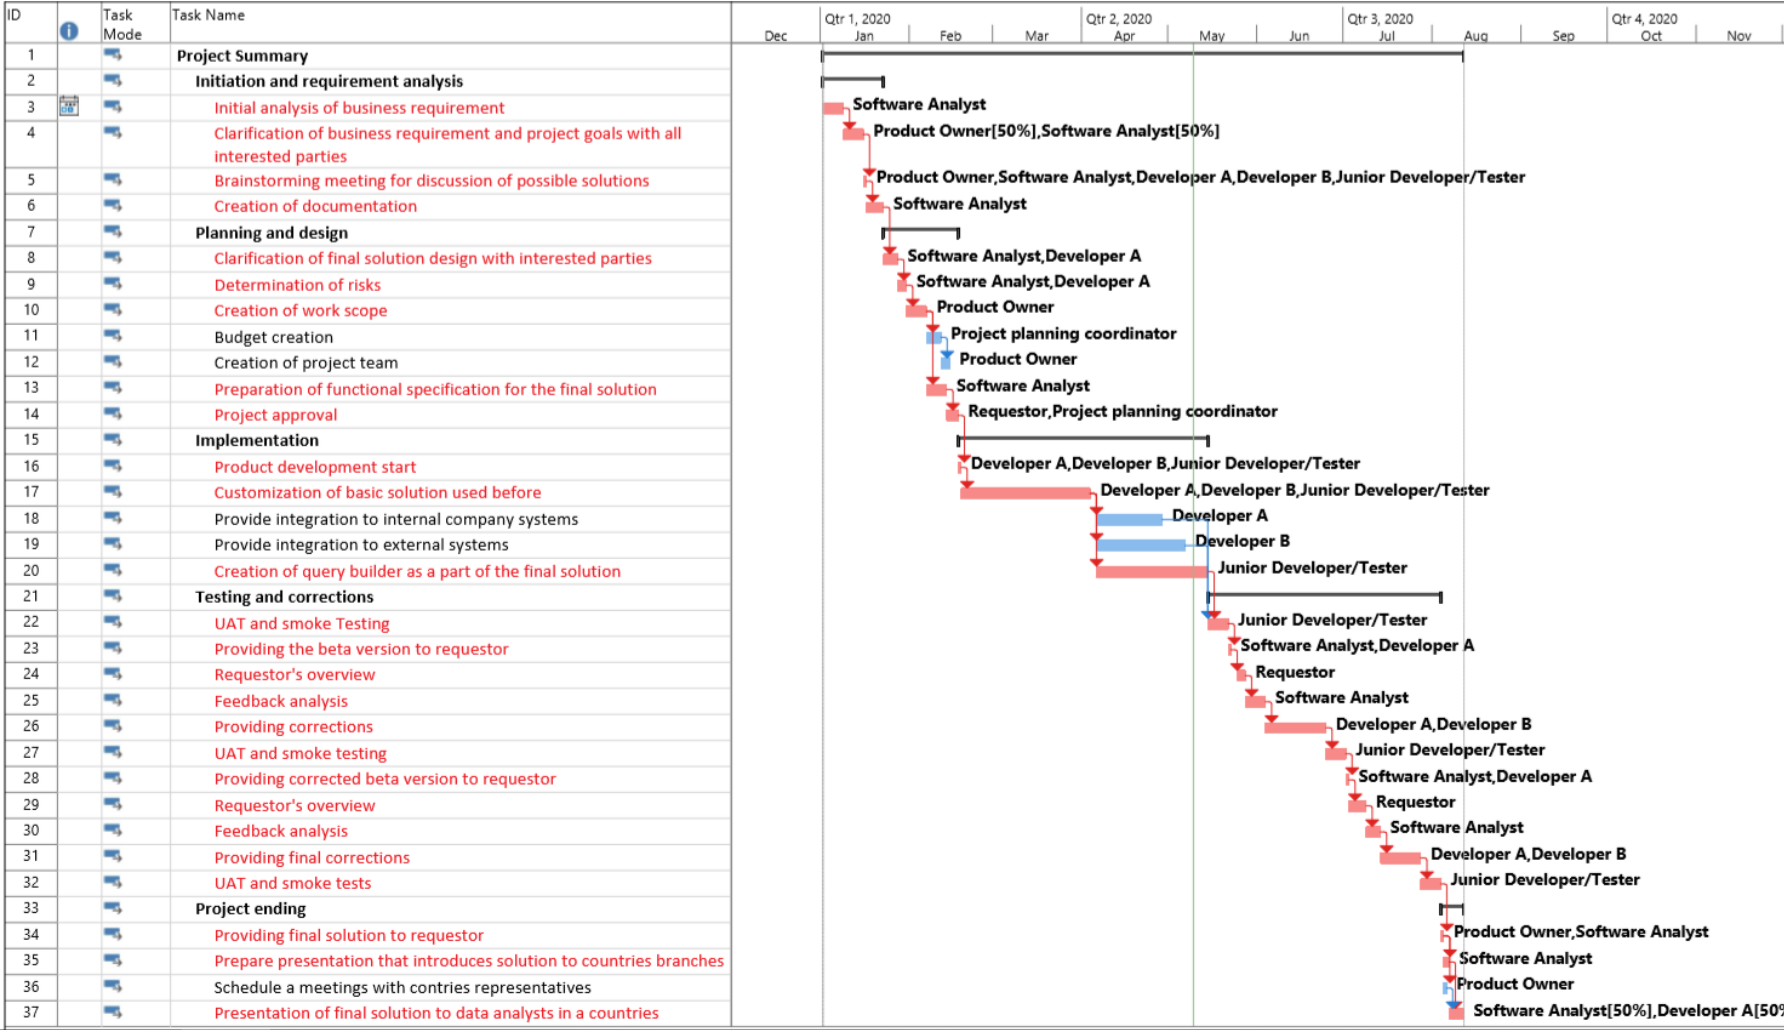 ID Task Mode Task Name
Qtr 1, 2020 Qtr 2, 2020 Qtr 3, 2020 Qtr 4, 2020
Dec Jan Feb Mar Apr May Jun Jul Aug Sep Oct Nov
1 Project Summary
2 Initiation and requirement analysis
3 Initial analysis of business requirement Software Analyst
4 Clarification of business requirement and project goals with all Product Owner[50%],Software Analyst[50%]
interested parties
5 Brainstorming meeting for discussion of possible solutions Product Owner,Software Analyst,Developer A,Developer B,Junior Developer/Tester
6 Creation of documentation Software Analyst
7 Planning and design
8 Clarification of final solution design with interested parties Software Analyst,Developer A
9 Determination of risks Software Analyst,Developer A
10 Creation of work scope Product Owner
11 Budget creation Project planning coordinator
12 Creation of project team Product Owner
13 Preparation of functional specification for the final solution Software Analyst
14 Project approval Requestor,Project planning coordinator
15 Implementation
16 Product development start Developer A,Developer B,Junior Developer/Tester
17 Customization of basic solution used before Developer A,Developer B,Junior Developer/Tester
18 Provide integration to internal company systems Developer A
19 Provide integration to external systems Developer B
20 Creation of query builder as a part of the final solution Junior Developer/Tester
21 Testing and corrections
22 UAT and smoke Testing Junior Developer/Tester
23 Providing the beta version to requestor Software Analyst,Developer A
24 Requestor's overview Requestor
25 Feedback analysis Software Analyst
26 Providing corrections Developer A,Developer B
27 UAT and smoke testing Junior Developer/Tester
28 Providing corrected beta version to requestor Software Analyst,Developer A
29 Requestor's overview Requestor
30 Feedback analysis Software Analyst
31 Providing final corrections Developer A,Developer B
32 UAT and smoke tests Junior Developer/Tester
33 Project ending
34 Providing final solution to requestor Product Owner,Software Analyst
35 Prepare presentation that introduces solution to countries branches Software Analyst
36 Schedule a meetings with contries representatives Product Owner
37 Presentation of final solution to data analysts in a countries Software Analyst[50%],Developer A[50%